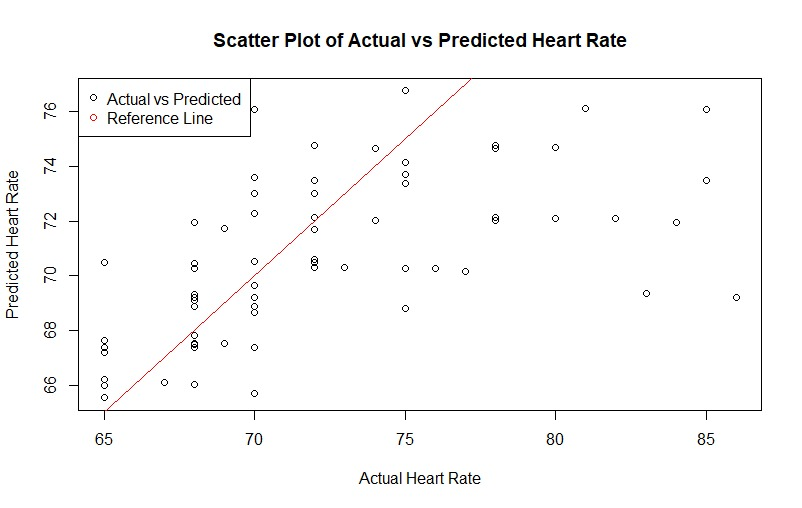 Scatter Plot of Actual vs Predicted Heart Rate
Actual vs Predicted
Reference Line
Predicted Heart Rate
76
74
72
70
68
66
65
70
75
80
85
Actual Heart Rate